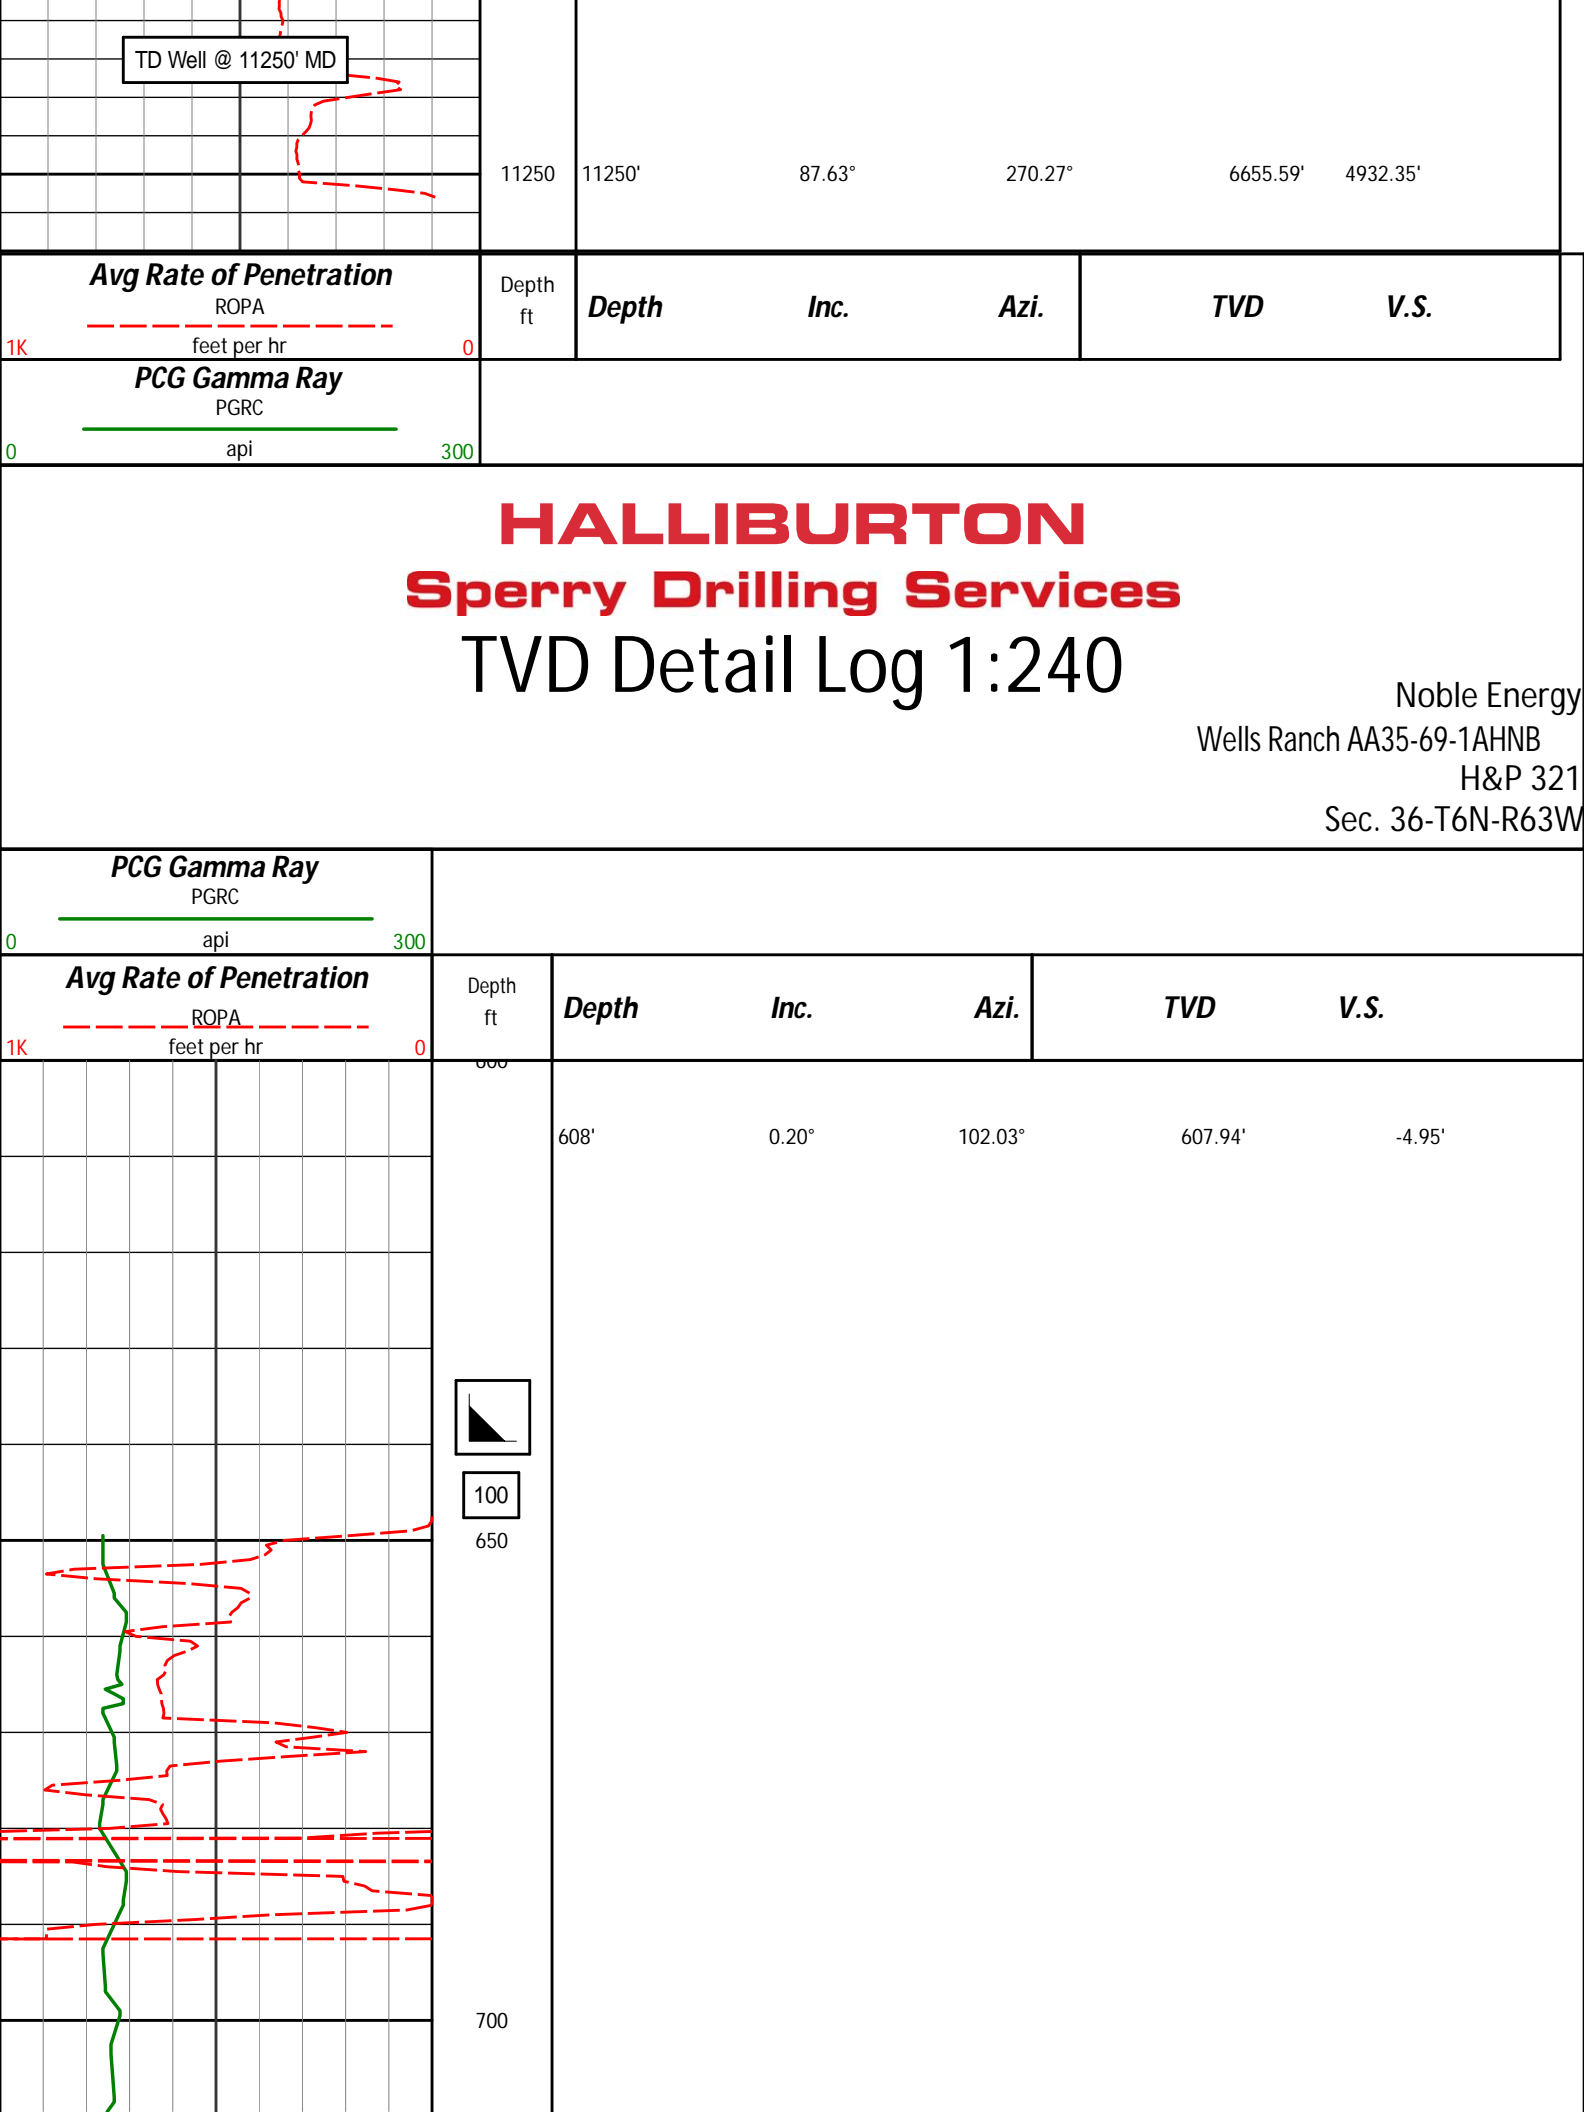 TD Well @ 11250' MD
11250 11250' 87.63° 270.27° 6655.59' 4932.35'
Avg Rate of Penetration
ROPA
1K feet per hr 0
Depth
ft
Depth Inc. Azi. TVD V.S.
PCG Gamma Ray
PGRC
0 api 300
HALLIBURTON
Sperry Drilling Services
TVD Detail Log 1:240
Noble Energy
Wells Ranch AA35-69-1AHNB
H&P 321
Sec. 36-T6N-R63W
PCG Gamma Ray
PGRC
0 api 300
Avg Rate of Penetration
ROPA
1K feet per hr 0
Depth
ft
Depth Inc. Azi. TVD V.S.
608' 0.20° 102.03° 607.94' -4.95'
100
650
700